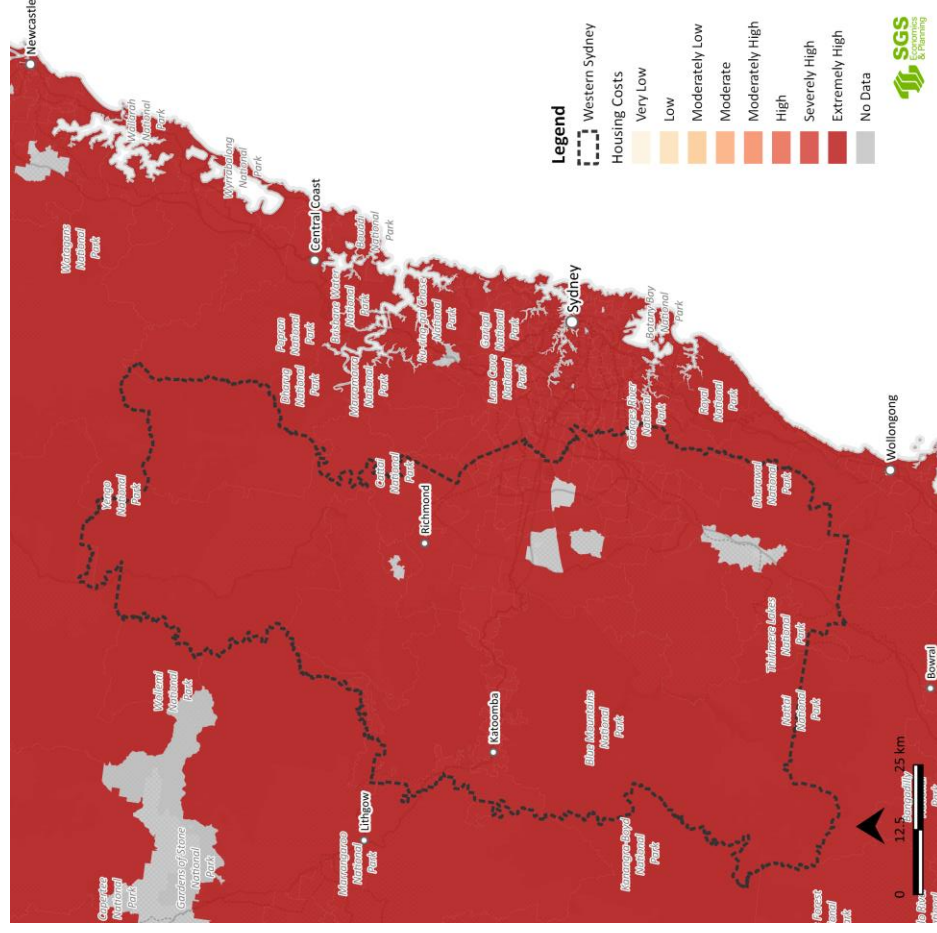 Newcastle
Watagans
National
Park
Wallarah
National
Park
Wyrrabalong
National
Park
Central Coast
Bouddi
National
Park
Brisbane Water
National
Park
Popran
National
Park
Dharug
National
Park
Marramarra
National
Park
Ku-ring-gai Chase
National
Park
Yengo
National
Park
Cattai
National
Park
Richmond
Garigal
National
Park
Lane Cove
National
Park
Sydney
Botany Bay
National
Park
Georges River
National
Park
Royal
National
Park
Dharawal
National
Park
Wollongong
Wollemi
National
Park
Capertee
National
Park
Gardens of Stone
National
Park
Marrangaroo
National
Park
Lithgow
Katoomba
Blue Mountains
National
Park
Kanangra-Boyd
National
Park
Nattai
National
Park
Thirlmere Lakes
National
Park
Bowral
0 12.5 25 km
Legend
Western Sydney
Housing Costs
Very Low
Low
Moderately Low
Moderate
Moderately High
High
Severely High
Extremely High
No Data
SGS
Economics
& Planning